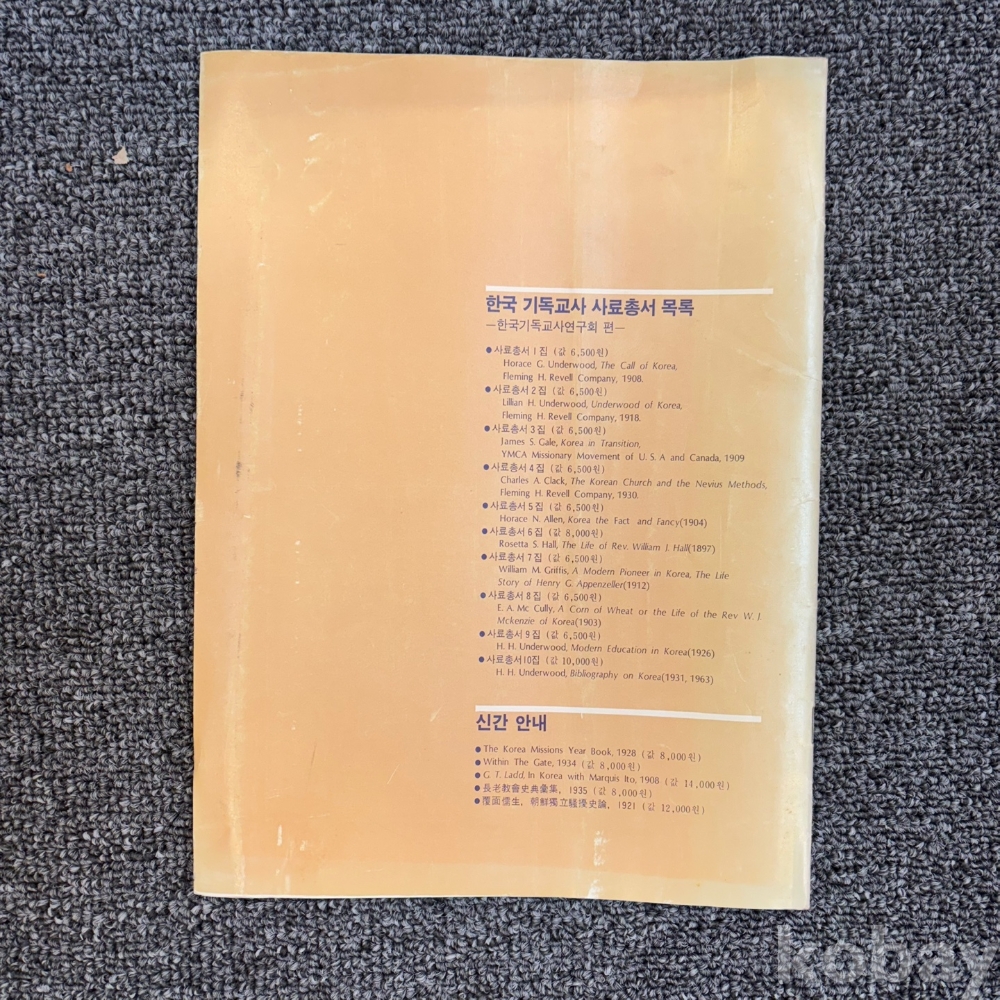 한국 기독교사 사료총서 목록
—한국기독교사연구회 편—
● 사료총서 1 집 (값 6,500원)
Horace G. Underwood, The Call of Korea,
Fleming H. Revell Company, 1908.
● 사료총서 2 집 (값 6,500원)
Lillian H. Underwood, Underwood of Korea,
Fleming H. Revell Company, 1918.
● 사료총서 3 집 (값 6,500원)
James S. Gale, Korea in Transition,
YMCA Missionary Movement of U. S. A and Canada, 1909
● 사료총서 4 집 (값 6,500원)
Charles A. Clack, The Korean Church and the Nevius Methods,
Fleming H. Revell Company, 1930.
● 사료총서 5 집 (값 6,500원)
Horace N. Allen, Korea the Fact and Fancy(1904)
● 사료총서 6 집 (값 8,000원)
Rosetta S. Hall, The Life of Rev. William J. Hall(1897)
● 사료총서 7 집 (값 6,500원)
William M. Griffis, A Modern Pioneer in Korea, The Life
Story of Henry G. Appenzeller(1912)
● 사료총서 8 집 (값 6,500원)
E. A. Mc Cully, A Corn of Wheat or the Life of the Rev. W. J.
Mckenzie of Korea(1903)
● 사료총서 9 집 (값 6,500원)
H. H. Underwood, Modern Education in Korea(1926)
● 사료총서10집 (값 10,000원)
H. H. Underwood, Bibliography on Korea(1931, 1963)
신간 안내
● The Korea Missions Year Book, 1928 (값 8,000원)
● Within The Gate, 1934 (값 8,000원)
● G. T. Ladd, In Korea with Marquis Ito, 1908 (값 14,000원)
● 長老敎會史典彙集, 1935 (값 8,000원)
● 覆面儒生, 朝鮮獨立騷擾史論, 1921 (값 12,000원)
kobay